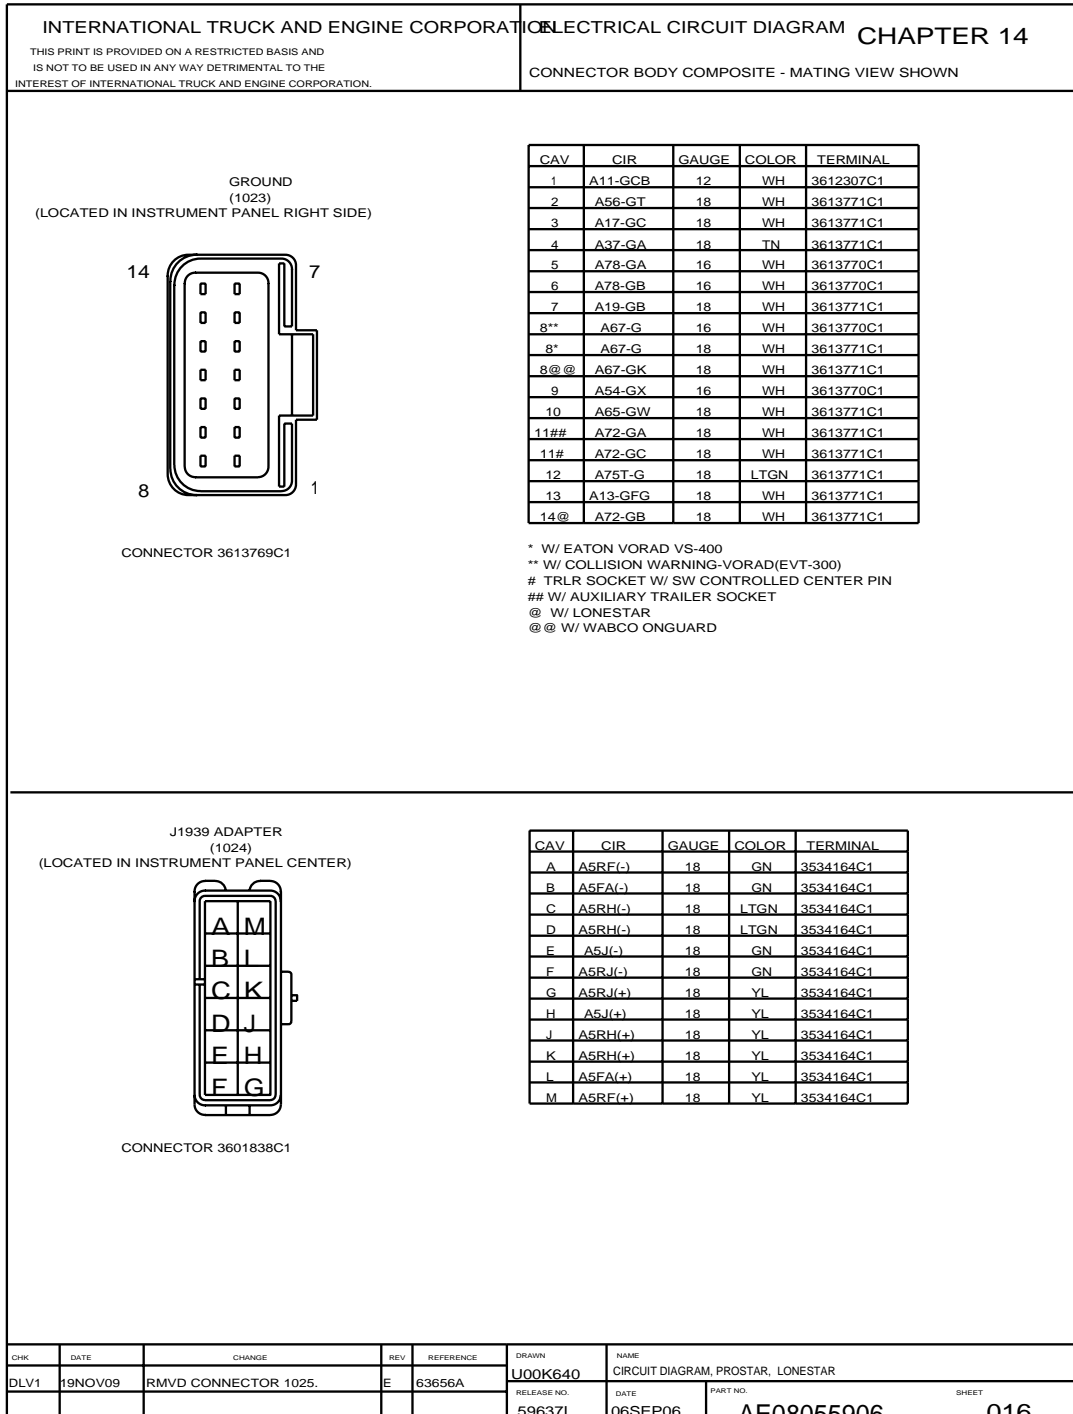 INTERNATIONAL TRUCK AND ENGINE CORPORATION
THIS PRINT IS PROVIDED ON A RESTRICTED BASIS AND
IS NOT TO BE USED IN ANY WAY DETRIMENTAL TO THE
INTEREST OF INTERNATIONAL TRUCK AND ENGINE CORPORATION.
ELECTRICAL CIRCUIT DIAGRAM CHAPTER 14
CONNECTOR BODY COMPOSITE - MATING VIEW SHOWN
GROUND
(1023)
(LOCATED IN INSTRUMENT PANEL RIGHT SIDE)
14 7
8 1
CONNECTOR 3613769C1
CAV CIR GAUGE COLOR TERMINAL
1 A11-GCB 12 WH 3612307C1
2 A56-GT 18 WH 3613771C1
3 A17-GC 18 WH 3613771C1
4 A37-GA 18 TN 3613771C1
5 A78-GA 16 WH 3613770C1
6 A78-GB 16 WH 3613770C1
7 A19-GB 18 WH 3613771C1
8** A67-G 16 WH 3613770C1
8* A67-G 18 WH 3613771C1
8@@ A67-GK 18 WH 3613771C1
9 A54-GX 16 WH 3613770C1
10 A65-GW 18 WH 3613771C1
11## A72-GA 18 WH 3613771C1
11# A72-GC 18 WH 3613771C1
12 A75T-G 18 LTGN 3613771C1
13 A13-GFG 18 WH 3613771C1
14@ A72-GB 18 WH 3613771C1
* W/ EATON VORAD VS-400
** W/ COLLISION WARNING-VORAD(EVT-300)
# TRLR SOCKET W/ SW CONTROLLED CENTER PIN
## W/ AUXILIARY TRAILER SOCKET
@ W/ LONESTAR
@@ W/ WABCO ONGUARD
J1939 ADAPTER
(1024)
(LOCATED IN INSTRUMENT PANEL CENTER)
A M
B L
C K
D J
E H
F G
CONNECTOR 3601838C1
CAV CIR GAUGE COLOR TERMINAL
A A5RF(-) 18 GN 3534164C1
B A5FA(-) 18 GN 3534164C1
C A5RH(-) 18 LTGN 3534164C1
D A5RH(-) 18 LTGN 3534164C1
E A5J(-) 18 GN 3534164C1
F A5RJ(-) 18 GN 3534164C1
G A5RJ(+) 18 YL 3534164C1
H A5J(+) 18 YL 3534164C1
J A5RH(+) 18 YL 3534164C1
K A5RH(+) 18 YL 3534164C1
L A5FA(+) 18 YL 3534164C1
M A5RF(+) 18 YL 3534164C1
CHK DATE CHANGE REV REFERENCE
DLV1 19NOV09 RMVD CONNECTOR 1025. E 63656A
DRAWN
U00K640
NAME
CIRCUIT DIAGRAM, PROSTAR, LONESTAR
RELEASE NO. DATE PART NO. SHEET
06SEP06 AE08055906 016